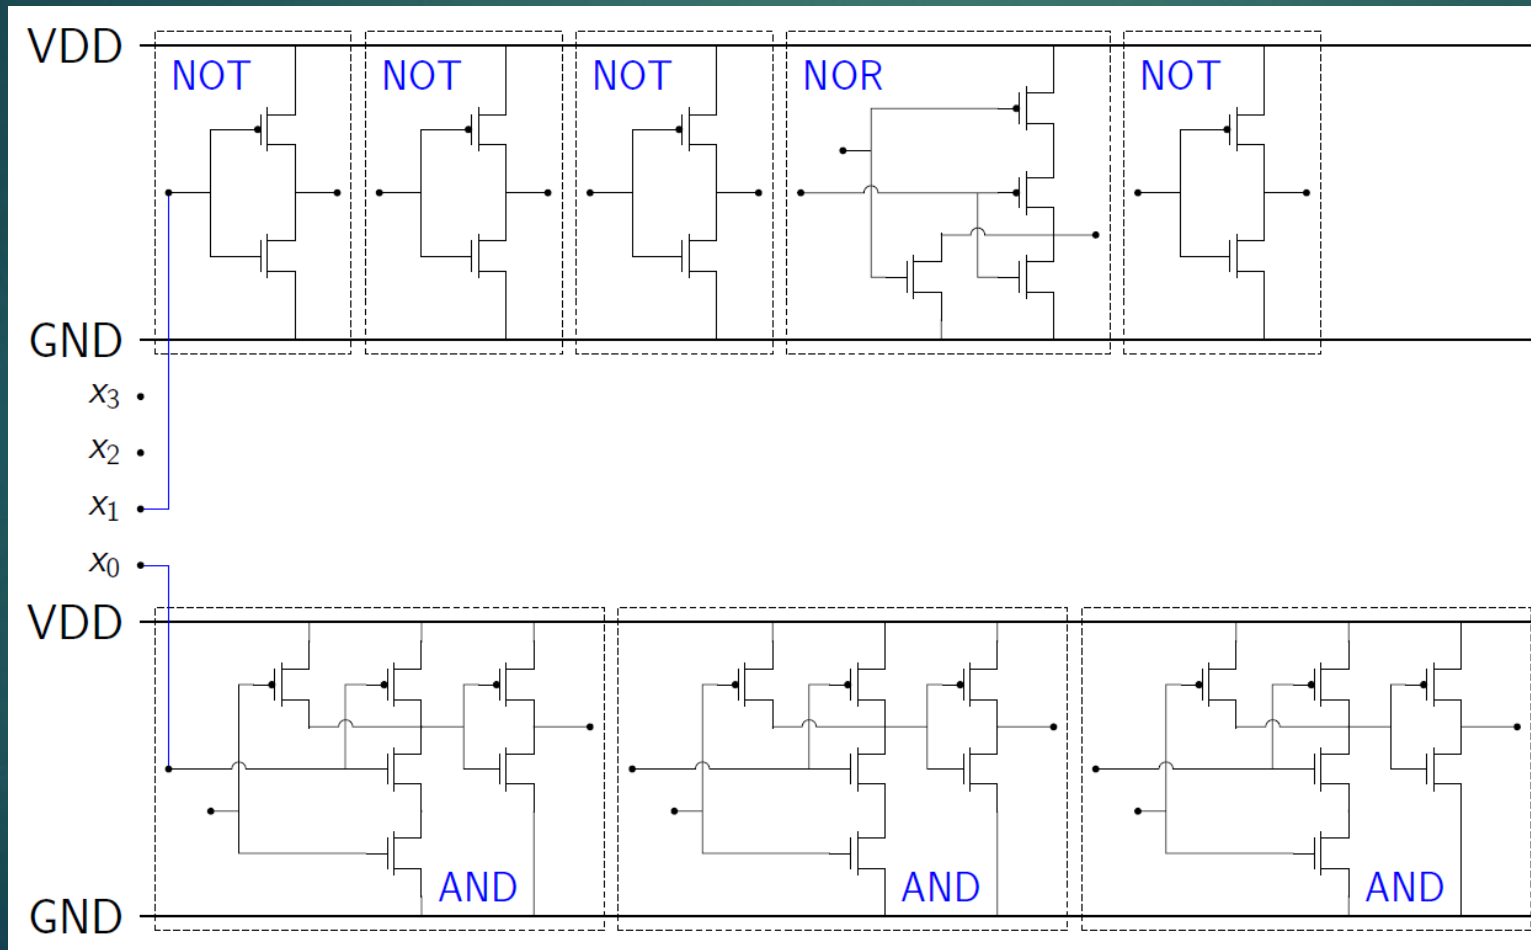 VDD
NOT NOT NOT NOR NOT
GND
x₃
x₂
x₁
x₀
VDD
AND AND AND
GND